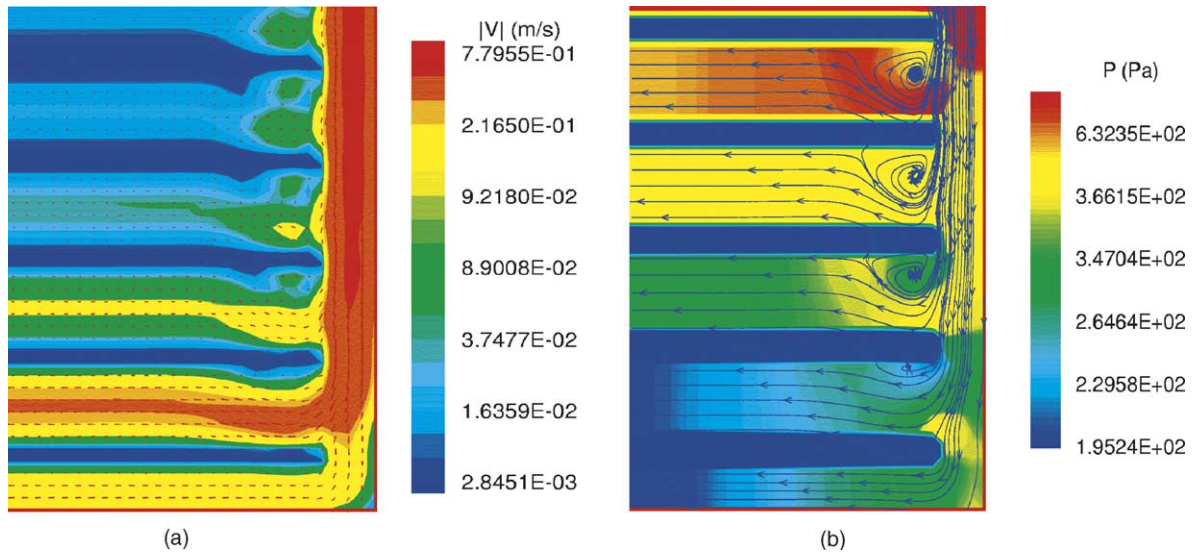 |V| (m/s)
7.7955E-01
2.1650E-01
9.2180E-02
8.9008E-02
3.7477E-02
1.6359E-02
2.8451E-03
(a)
P (Pa)
6.3235E+02
3.6615E+02
3.4704E+02
2.6464E+02
2.2958E+02
1.9524E+02
(b)